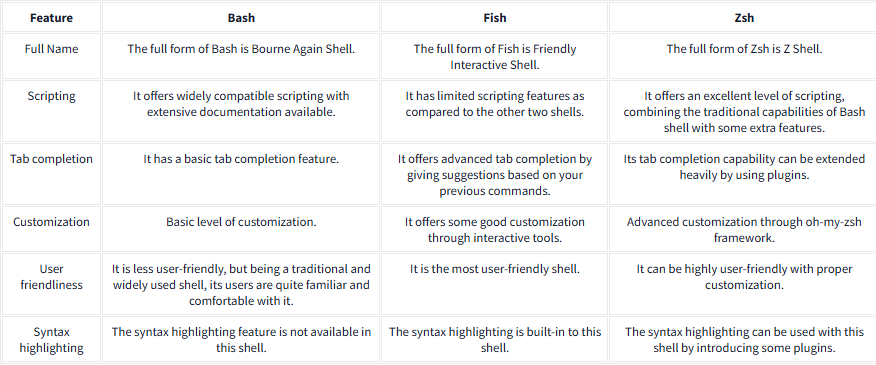 Feature Bash Fish Zsh
Full Name The full form of Bash is Bourne Again Shell. The full form of Fish is Friendly The full form of Zsh is Z Shell.
Interactive Shell.
Scripting It offers widely compatible scripting with It has limited scripting features as It offers an excellent level of scripting,
extensive documentation available. compared to the other two shells. combining the traditional capabilities of Bash
shell with some extra features.
Tab completion It has a basic tab completion feature. It offers advanced tab completion by Its tab completion capability can be extended
giving suggestions based on your heavily by using plugins.
previous commands.
Customization Basic level of customization. It offers some good customization Advanced customization through oh-my-zsh
through interactive tools. framework.
User It is less user-friendly, but being a traditional and It is the most user-friendly shell. It can be highly user-friendly with proper
friendliness widely used shell, its users are quite familiar and customization.
comfortable with it.
Syntax The syntax highlighting feature is not available in The syntax highlighting is built-in to this The syntax highlighting can be used with this
highlighting this shell. shell. shell by introducing some plugins.